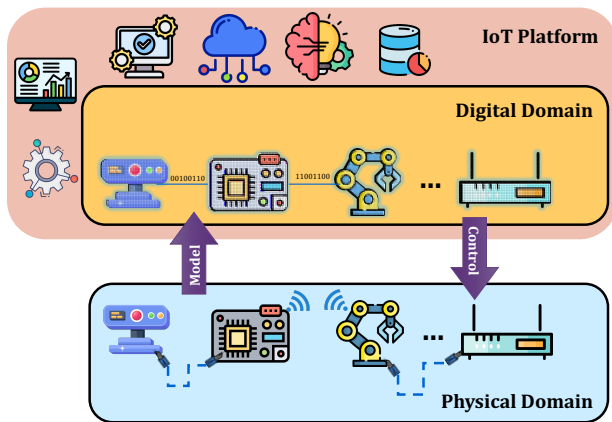 IoT Platform
Digital Domain
00100110
11001100
...
Model
Control
...
Physical Domain